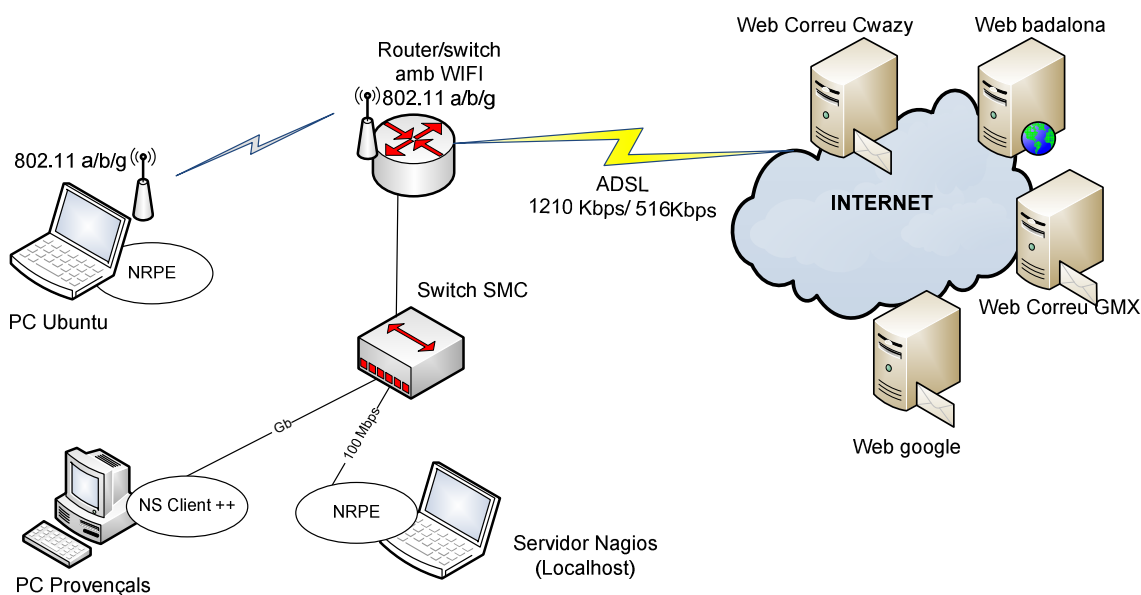 Web Correu Cwazy
Web badalona
Router/switch
amb WIFI
802.11 a/b/g
802.11 a/b/g
ADSL
1210 Kbps/ 516Kbps
INTERNET
NRPE
PC Ubuntu
Switch SMC
Web Correu GMX
Gb
100 Mbps
Web google
NS Client ++
NRPE
Servidor Nagios
(Localhost)
PC Provençals